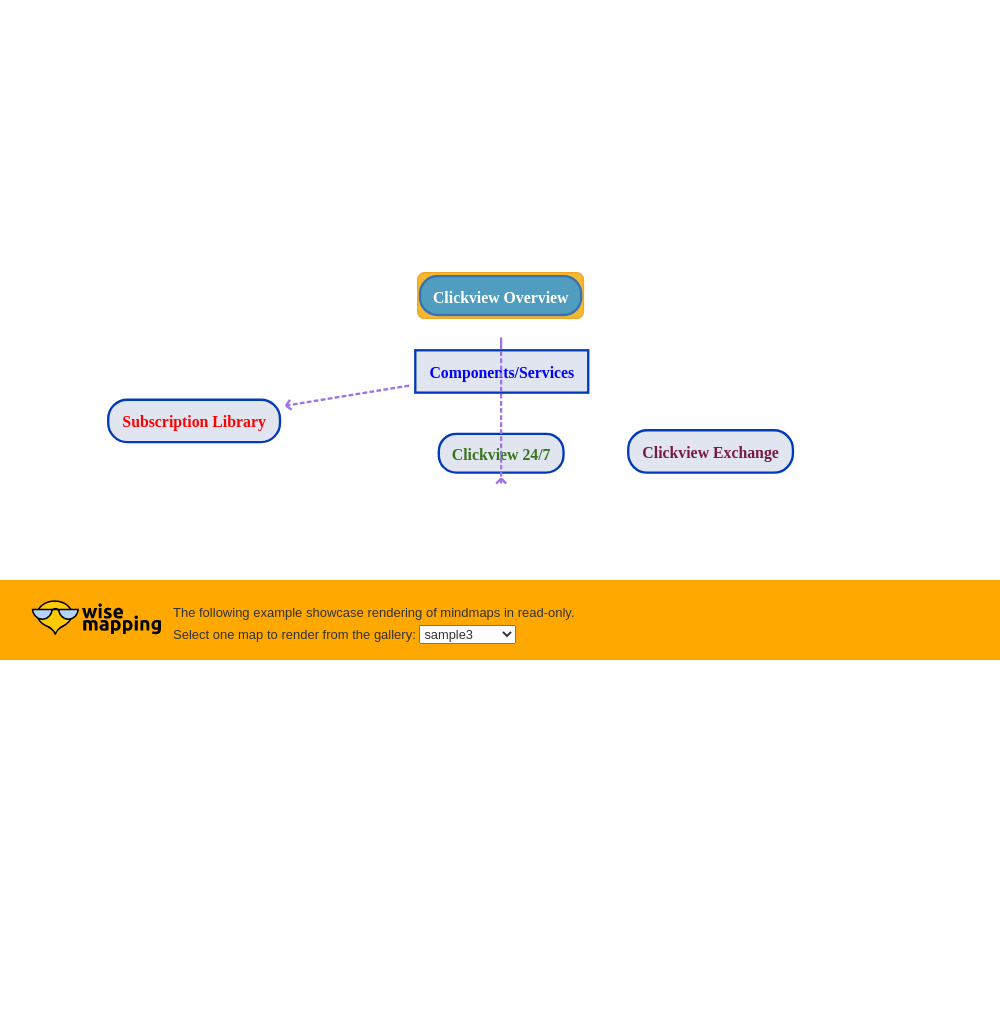 Clickview Overview
Components/Services
Subscription Library
Clickview 24/7
Clickview Exchange
wise
mapping
The following example showcase rendering of mindmaps in read-only.
Select one map to render from the gallery: sample3